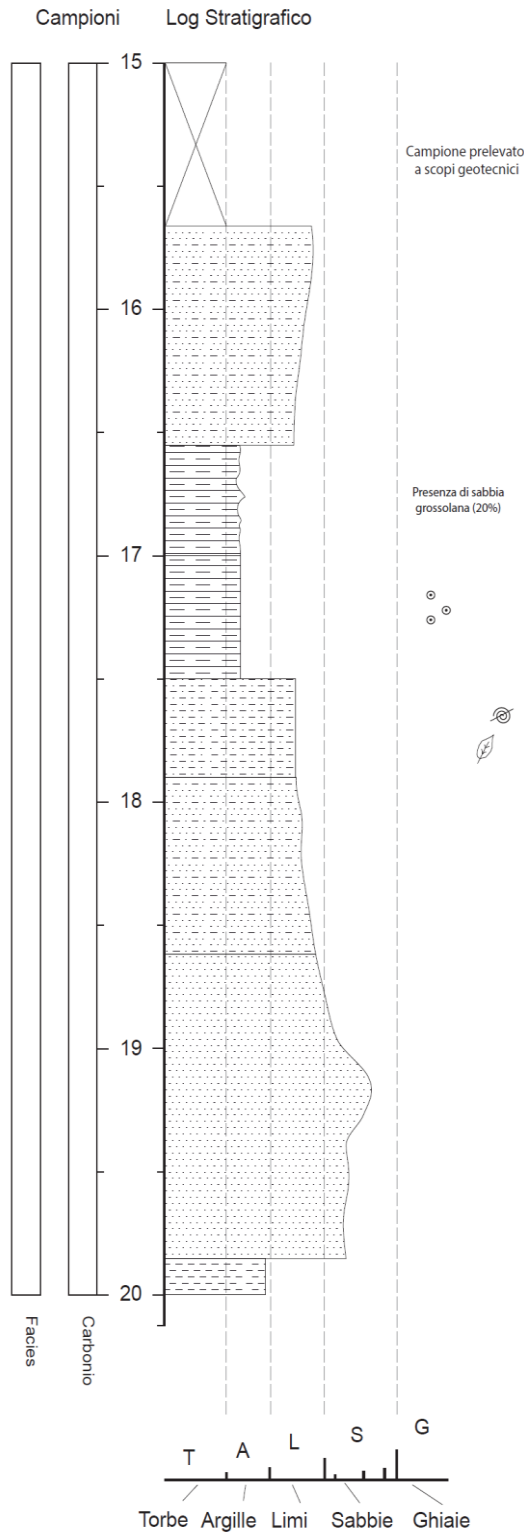 Campioni Log Stratigrafico
15
Campione prelevato
a scopi geotecnici
16
Presenza di sabbia
grossolana (20%)
17
18
19
20
Facies
Carbonio
T A L S G
Torbe Argille Limi Sabbie Ghiaie